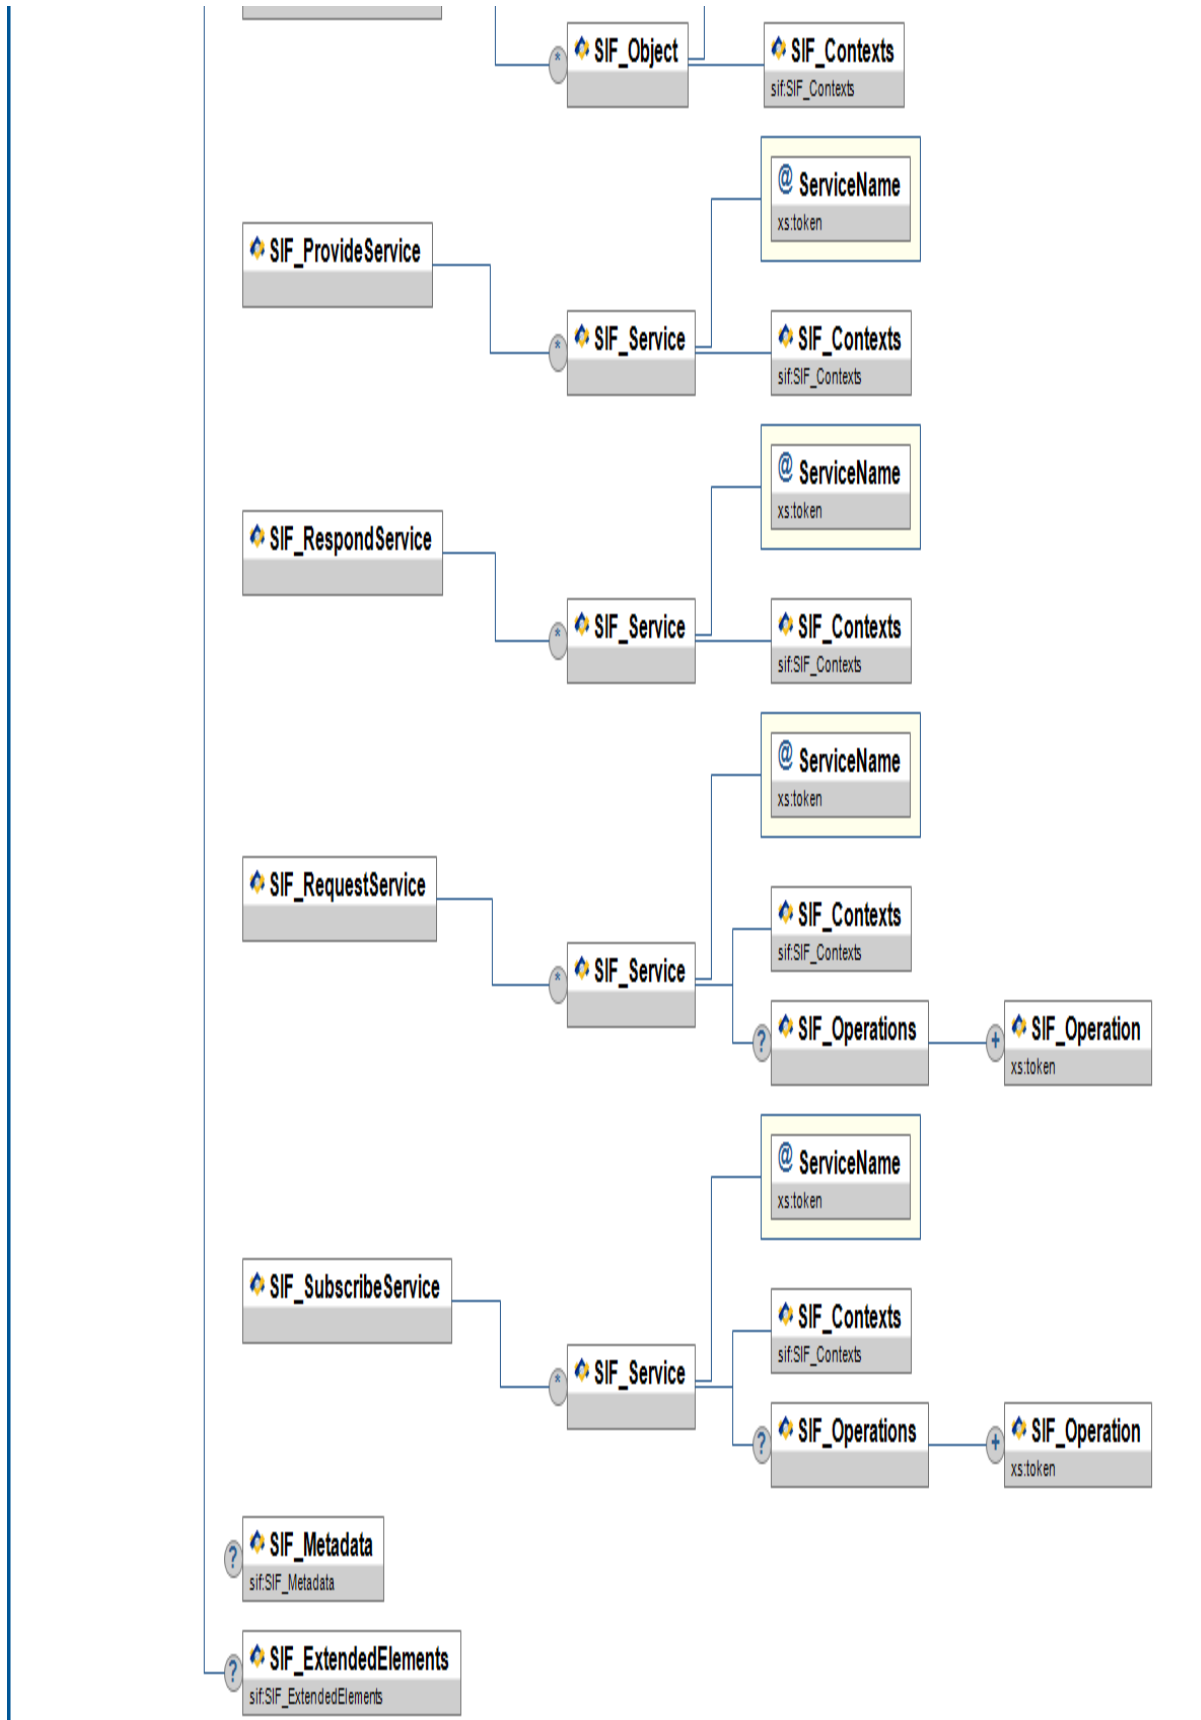 * SIF_Object
SIF_Contexts
sif:SIF_Contexts
@ ServiceName
xs:token
SIF_ProvideService
* SIF_Service
SIF_Contexts
sif:SIF_Contexts
@ ServiceName
xs:token
SIF_RespondService
* SIF_Service
SIF_Contexts
sif:SIF_Contexts
@ ServiceName
xs:token
SIF_RequestService
SIF_Contexts
sif:SIF_Contexts
* SIF_Service
? SIF_Operations
+ SIF_Operation
xs:token
@ ServiceName
xs:token
SIF_SubscribeService
SIF_Contexts
sif:SIF_Contexts
* SIF_Service
? SIF_Operations
+ SIF_Operation
xs:token
? SIF_Metadata
sif:SIF_Metadata
? SIF_ExtendedElements
sif:SIF_ExtendedElements